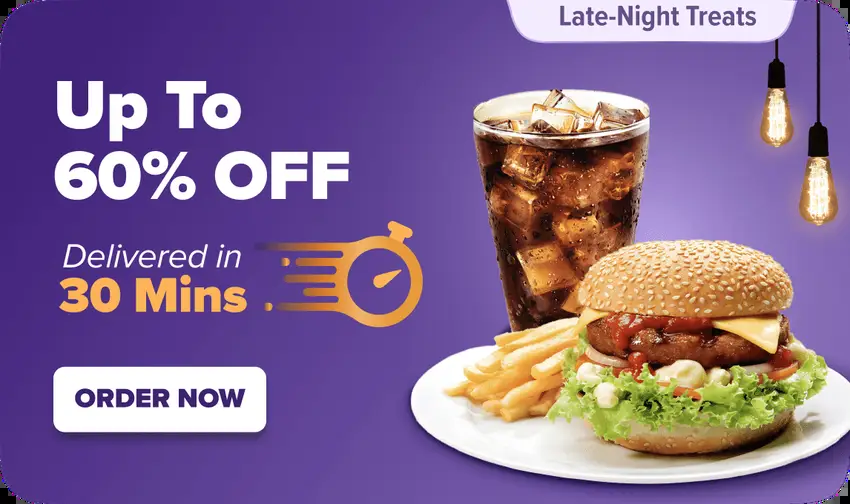 Late-Night Treats
Up To
60% OFF
Delivered in
30 Mins
ORDER NOW